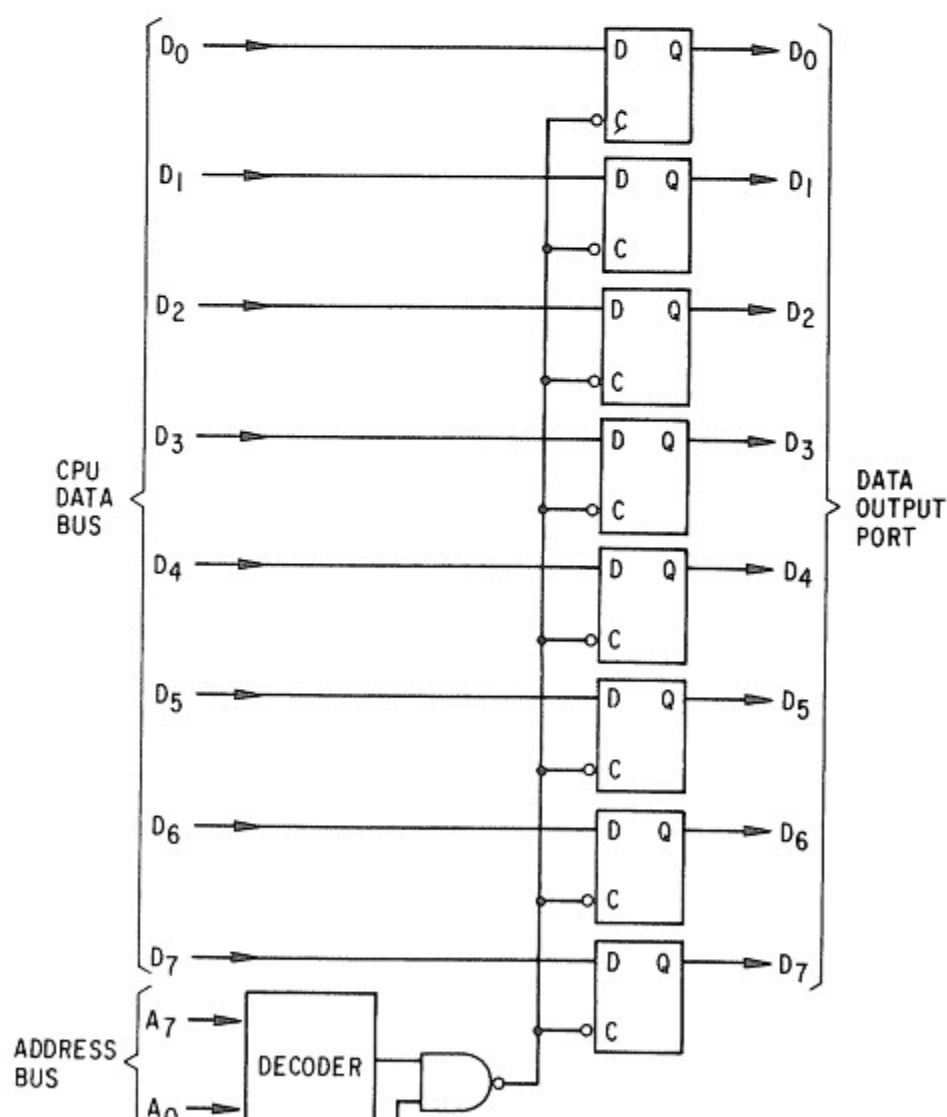 D0 D Q D0
C
D1 D Q D1
C
D2 D Q D2
C
D3 D Q D3
CPU
DATA
BUS
C
DATA
OUTPUT
PORT
D4 D Q D4
C
D5 D Q D5
C
D6 D Q D6
C
D7 D Q D7
A7
C
ADDRESS
BUS
DECODER
A0